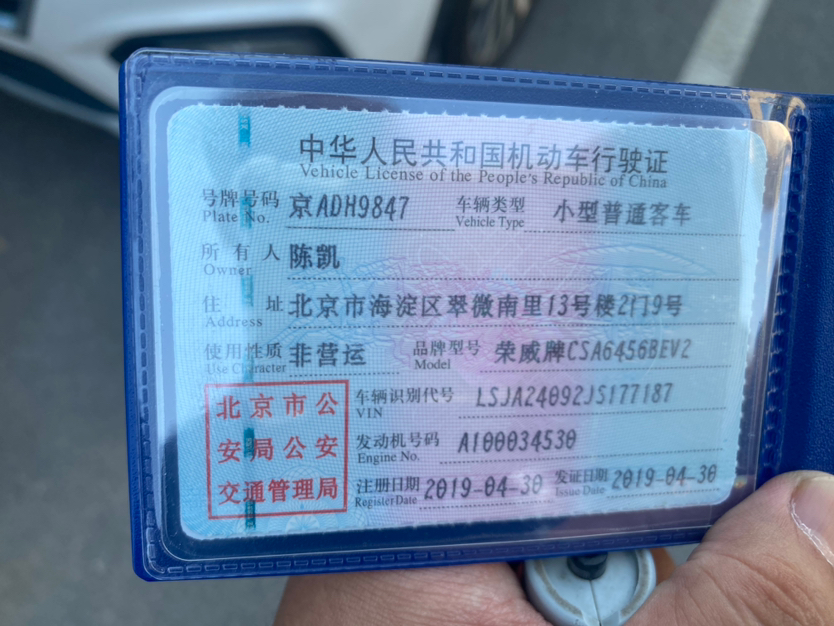 中华人民共和国机动车行驶证
Vehicle License of the People's Republic of China
号牌号码 京ADH9847 车辆类型 小型普通客车
Plate No. Vehicle Type
所有人 陈凯
Owner
住址 北京市海淀区翠微南里13号楼2门9号
Address
使用性质 非营运 品牌型号 荣威牌CSA6456BEV2
Use Character Model
北京市公
安局公安
交通管理局
车辆识别代号 LSJA24092JS177187
VIN
发动机号码 A100034530
Engine No.
注册日期 2019-04-30 发证日期 2019-04-30
Register Date Issue Date